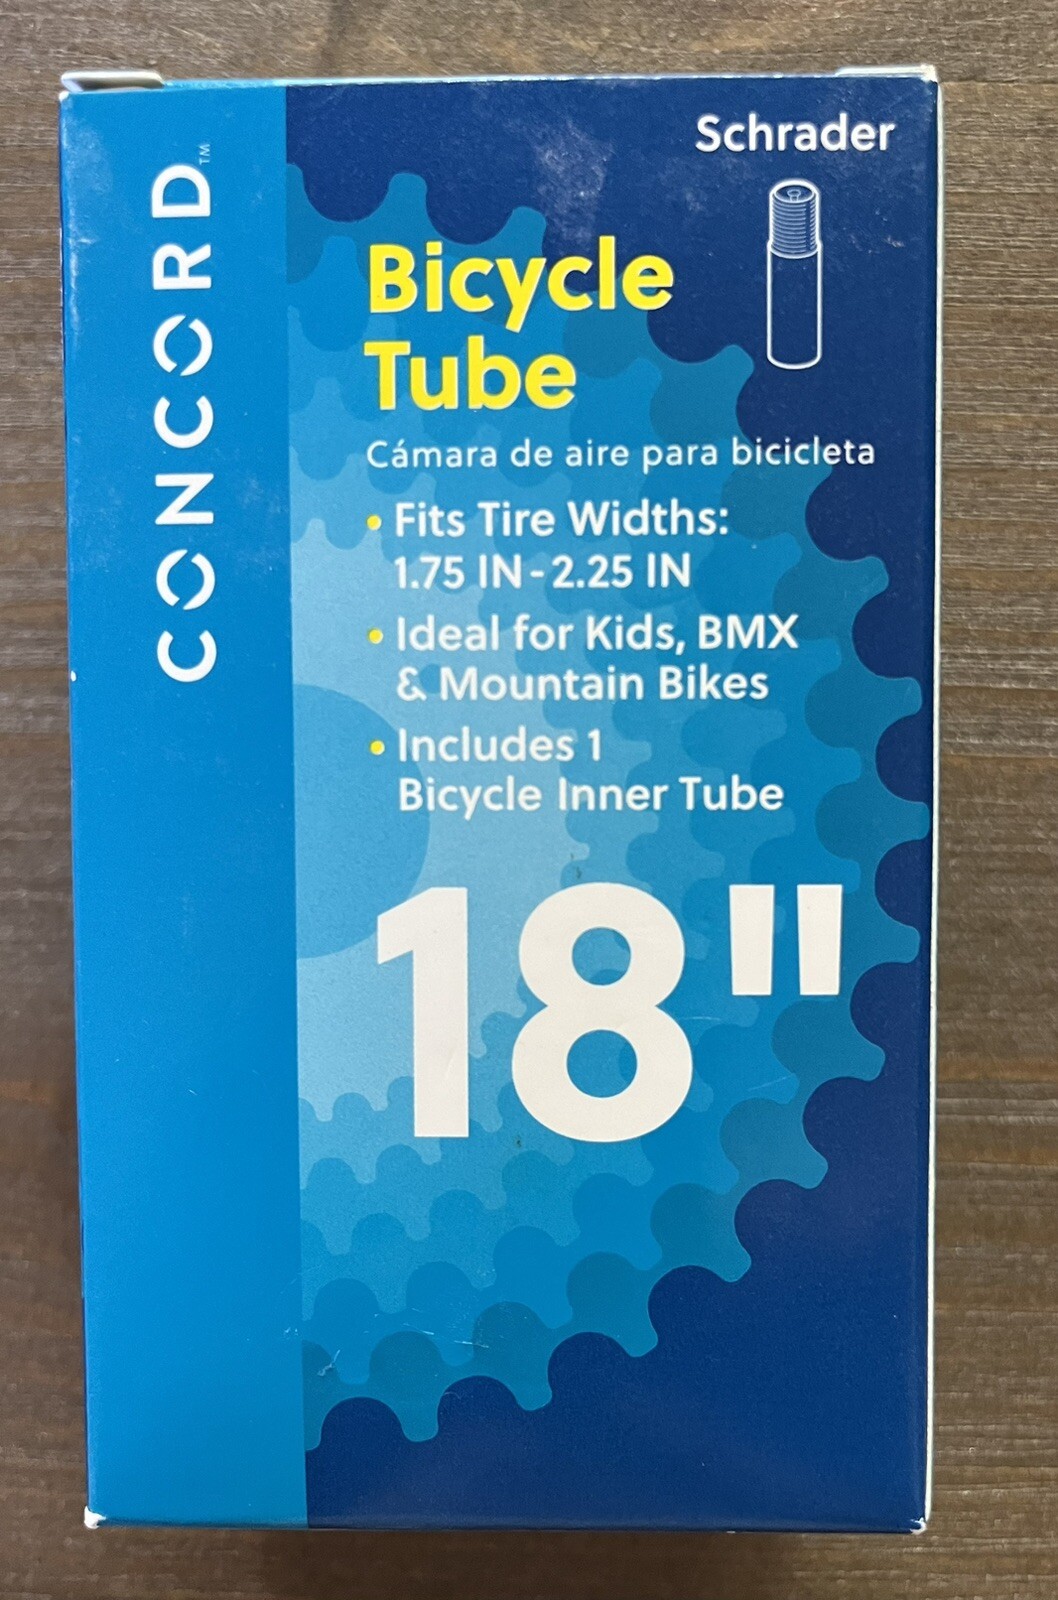 CONCORD™
Schrader
Bicycle
Tube
Cámara de aire para bicicleta
• Fits Tire Widths:
1.75 IN-2.25 IN
• Ideal for Kids, BMX
& Mountain Bikes
• Includes 1
Bicycle Inner Tube
18"